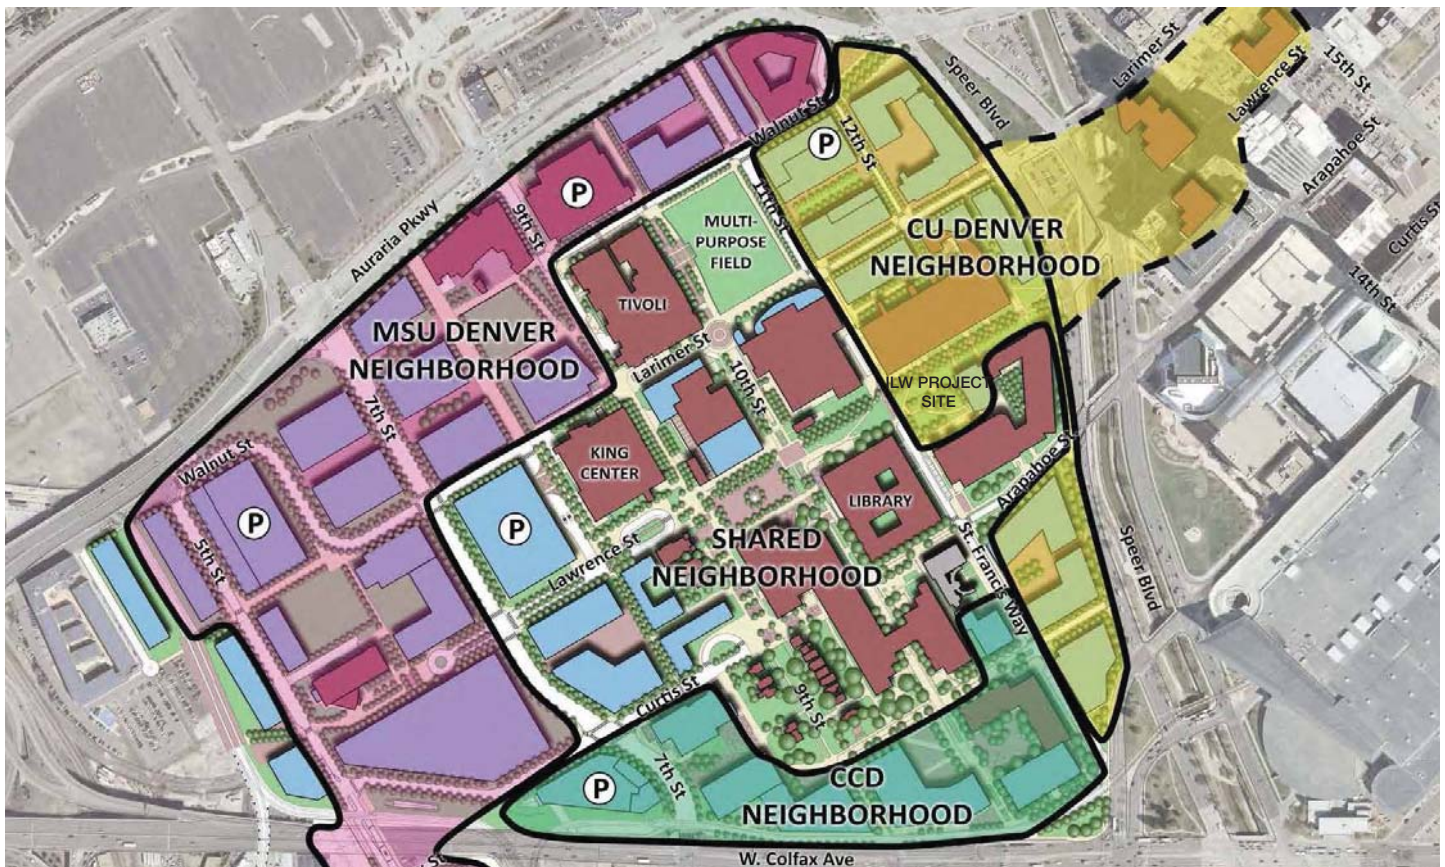 Larimer St
Lawrence St
15th St
Speer Blvd
Arapahoe St
Curtis St
14th St
Walnut St
12th St
P
11th St
Auraria Pkwy
9th St
P
MULTI-
PURPOSE
FIELD
CU DENVER
NEIGHBORHOOD
TIVOLI
MSU DENVER
NEIGHBORHOOD
Larimer St
10th St
ILW PROJECT
SITE
7th St
Walnut St
KING
CENTER
LIBRARY
Arapahoe St
P
P
5th St
Lawrence St
SHARED
NEIGHBORHOOD
St. Francis Way
Speer Blvd
Curtis St
9th St
7th St
P
CCD
NEIGHBORHOOD
St
W. Colfax Ave